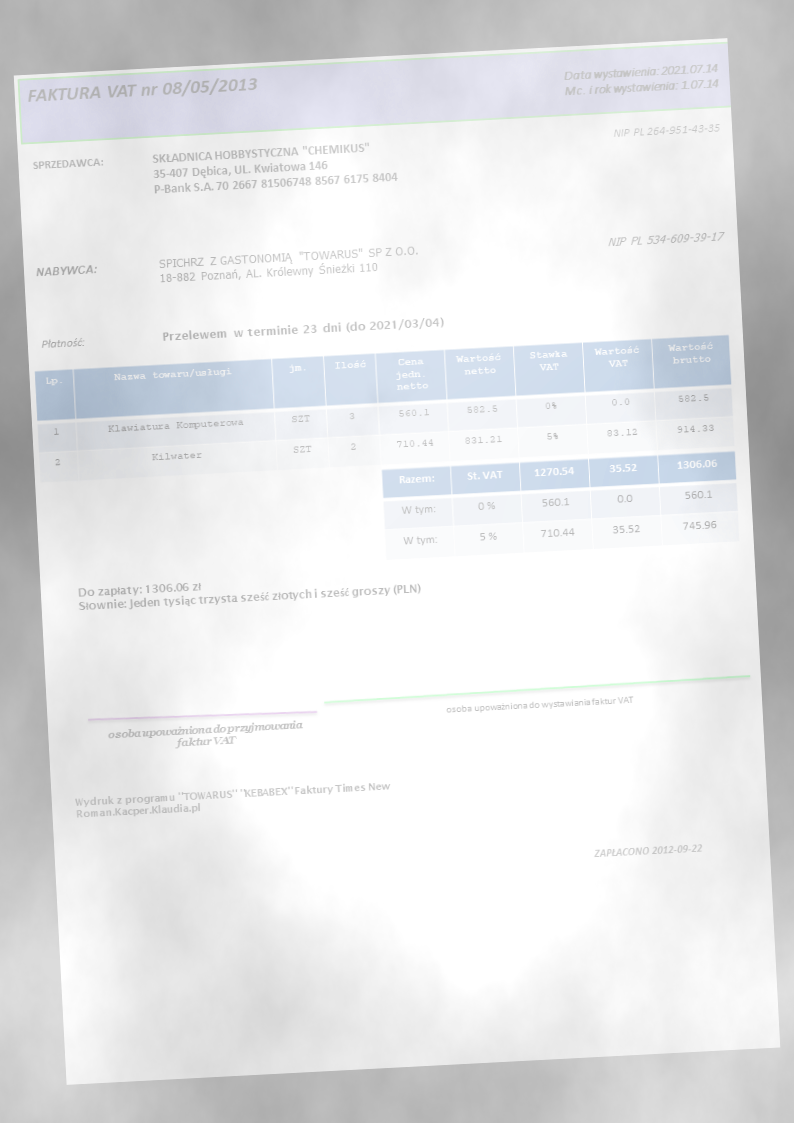 FAKTURA VAT nr 08/05/2013
Data wystawienia: 2021.07.14
Mc. i rok wystawienia: 1.07.14
NIP PL 264-951-43-35
SPRZEDAWCA:
SKŁADNICA HOBBYSTYCZNA "CHEMIKUS"
35-407 Dębica, UL. Kwiatowa 146
P-Bank S.A. 70 2667 81506748 8567 6175 8404
NIP PL 534-609-39-17
NABYWCA:
SPICHRZ Z GASTONOMIĄ "TOWARUS" SP Z O.O.
18-882 Poznań, AL. Królewny Śnieżki 110
Płatność: Przelewem w terminie 23 dni (do 2021/03/04)
Lp. Nazwa towaru/usługi jm. Ilość Cena jedn. netto Wartość netto Stawka VAT Wartość VAT Wartość brutto
1 Klawiatura Komputerowa SZT 3 560.1 582.5 0% 0.0 582.5
2 Kilwater SZT 2 710.44 831.21 5% 83.12 914.33
Razem: St. VAT 1270.54 35.52 1306.06
W tym: 0 % 560.1 0.0 560.1
W tym: 5 % 710.44 35.52 745.96
Do zapłaty: 1306.06 zł
Słownie: Jeden tysiąc trzysta sześć złotych i sześć groszy (PLN)
osoba upoważniona do przyjmowania
faktur VAT
osoba upoważniona do wystawiania faktur VAT
Wydruk z programu "TOWARUS" "KEBABEX" Faktury Times New
Roman.Kacper.Klaudia.pl
ZAPŁACONO 2012-09-22